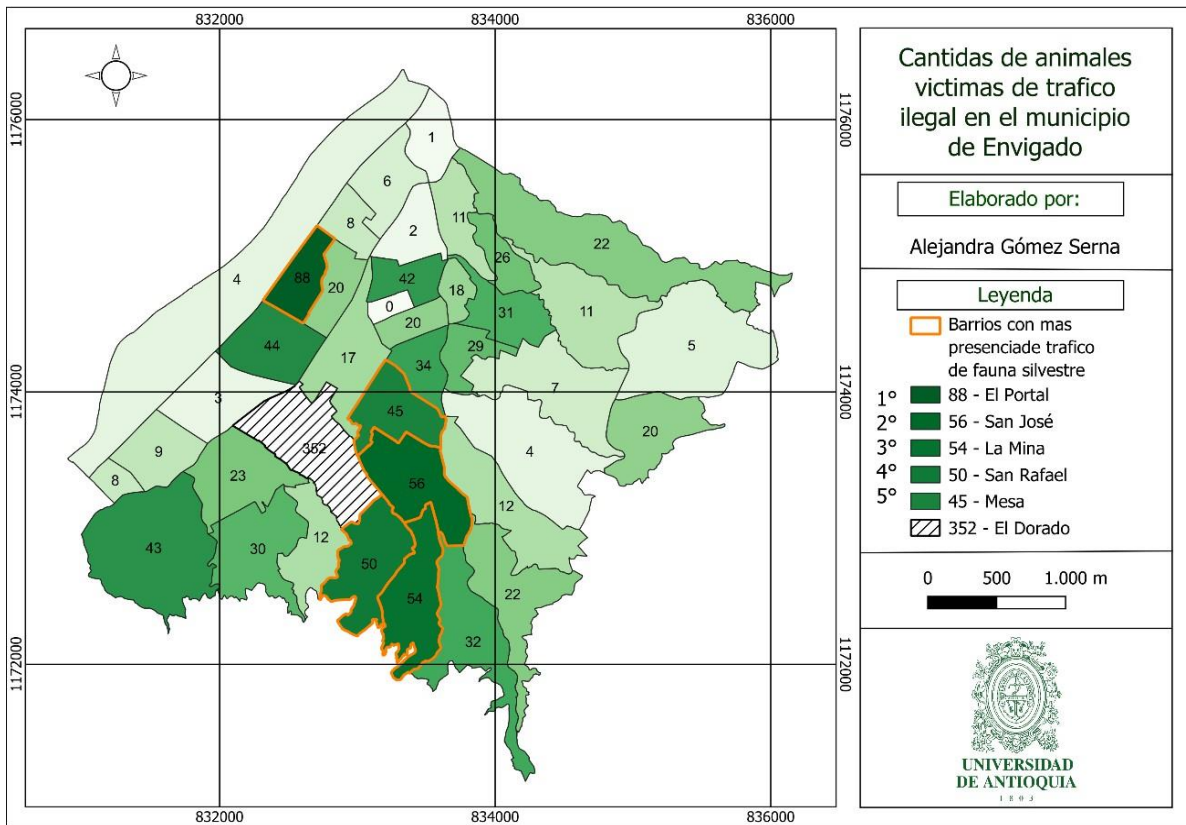 832000
834000
836000
1176000
1176000
1
6
11
8
2
22
26
4
88
20
42
18
0
31
11
20
5
44
17
34
29
7
3
45
1174000
1174000
9
352
4
20
8
23
56
12
43
30
12
50
54
22
32
1172000
1172000
832000
834000
836000
Cantidas de animales
victimas de trafico
ilegal en el municipio
de Envigado
Elaborado por:
Alejandra Gómez Serna
Leyenda
Barrios con mas
presenciade trafico
de fauna silvestre
1° 88 - El Portal
2° 56 - San José
3° 54 - La Mina
4° 50 - San Rafael
5° 45 - Mesa
352 - El Dorado
0 500 1.000 m
UNIVERSIDAD
DE ANTIOQUIA
1 8 0 3